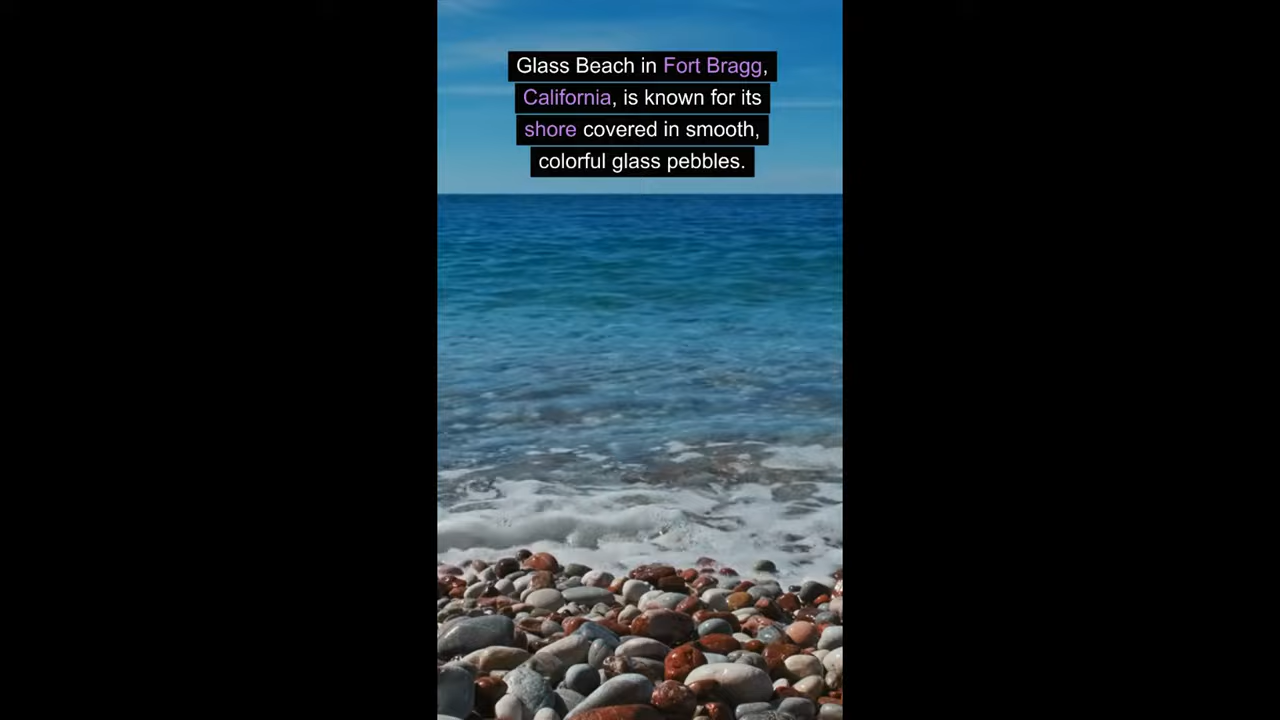 Glass Beach in Fort Bragg,
California, is known for its
shore covered in smooth,
colorful glass pebbles.